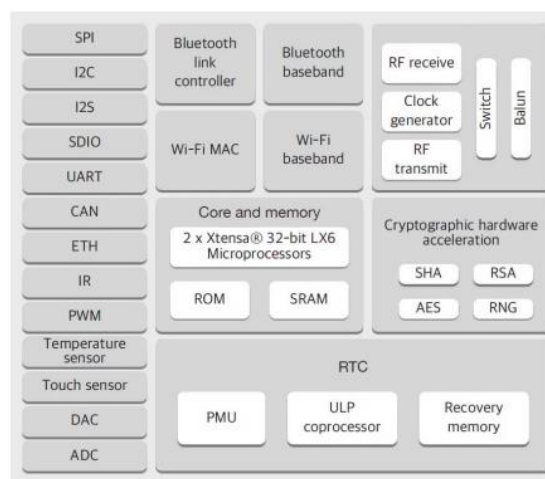 SPI
I2C
I2S
SDIO
UART
CAN
ETH
IR
PWM
Temperature
sensor
Touch sensor
DAC
ADC
Bluetooth
link
controller
Bluetooth
baseband
Wi-Fi MAC
Wi-Fi
baseband
RF receive
Clock
generator
RF
transmit
Switch
Balun
Core and memory
2 x Xtensa® 32-bit LX6
Microprocessors
ROM
SRAM
Cryptographic hardware
acceleration
SHA
RSA
AES
RNG
RTC
PMU
ULP
coprocessor
Recovery
memory